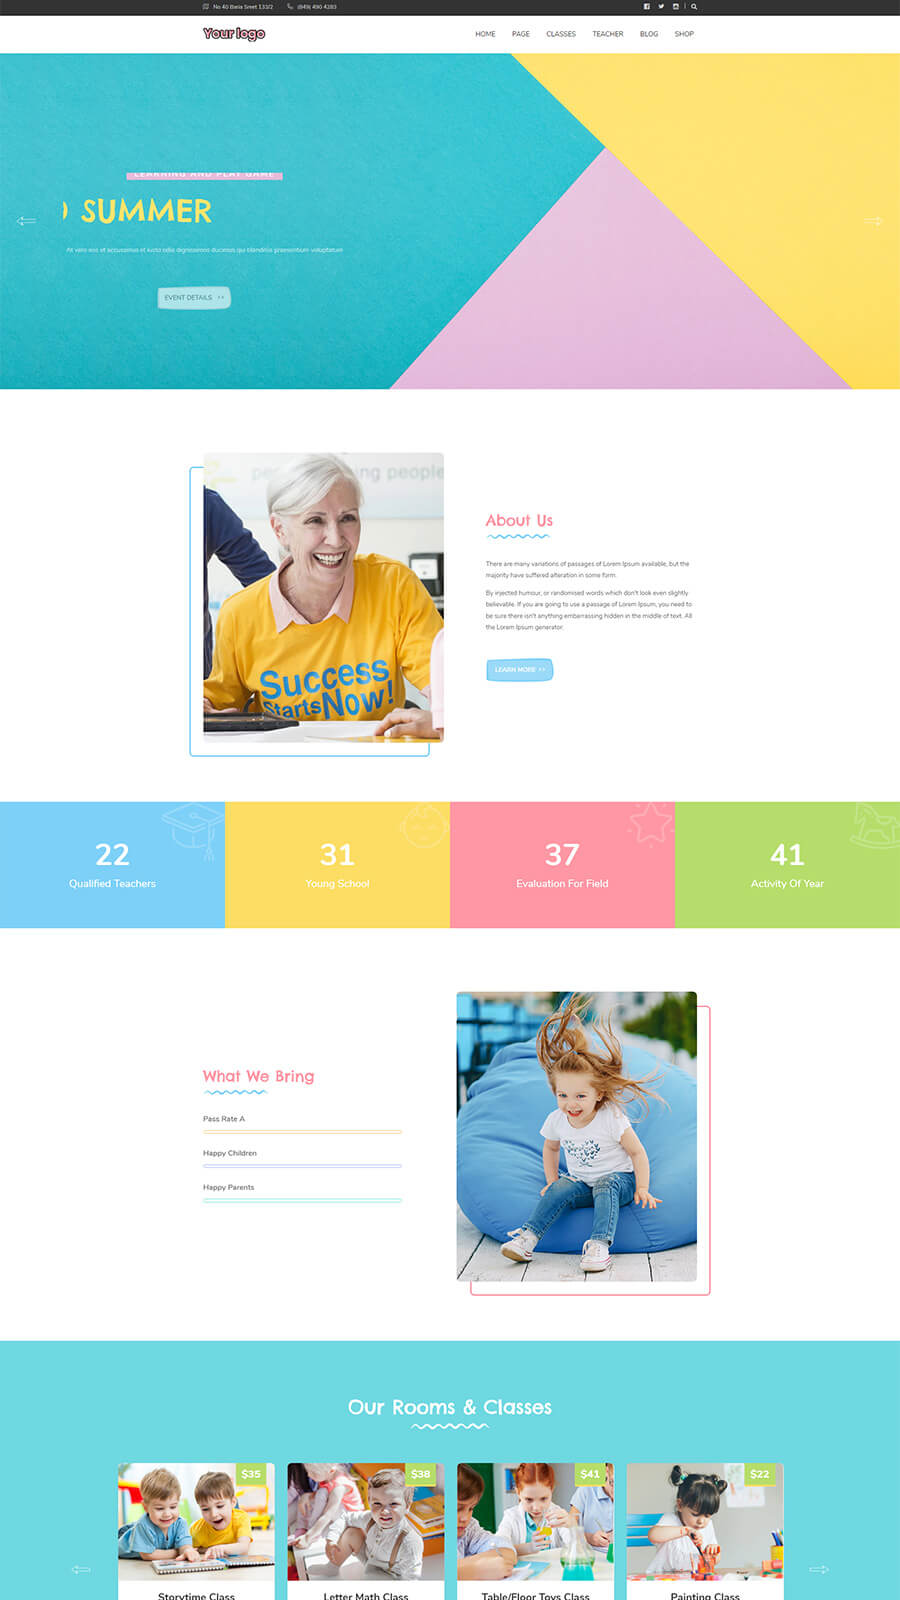 No 40 Baria Sreet 133/2 (849) 490 4283
Your logo
HOME PAGE CLASSES TEACHER BLOG SHOP
LEARNING AND PLAY GAME
SUMMER
At vero eos et accusamus et iusto odio dignissimos ducimus qui blanditiis praesentium voluptatum
EVENT DETAILS >>
About Us
There are many variations of passages of Lorem Ipsum available, but the
majority have suffered alteration in some form.
By injected humour, or randomised words which don't look even slightly
believable. If you are going to use a passage of Lorem Ipsum, you need to
be sure there isn't anything embarrassing hidden in the middle of text. All
the Lorem Ipsum generator.
LEARN MORE >>
Success
Starts Now!
22
Qualified Teachers
31
Young School
37
Evaluation For Field
41
Activity Of Year
What We Bring
Pass Rate A
Happy Children
Happy Parents
Our Rooms & Classes
$35
$38
$41
$22
Storytime Class
Letter Math Class
Table/Floor Toys Class
Painting Class